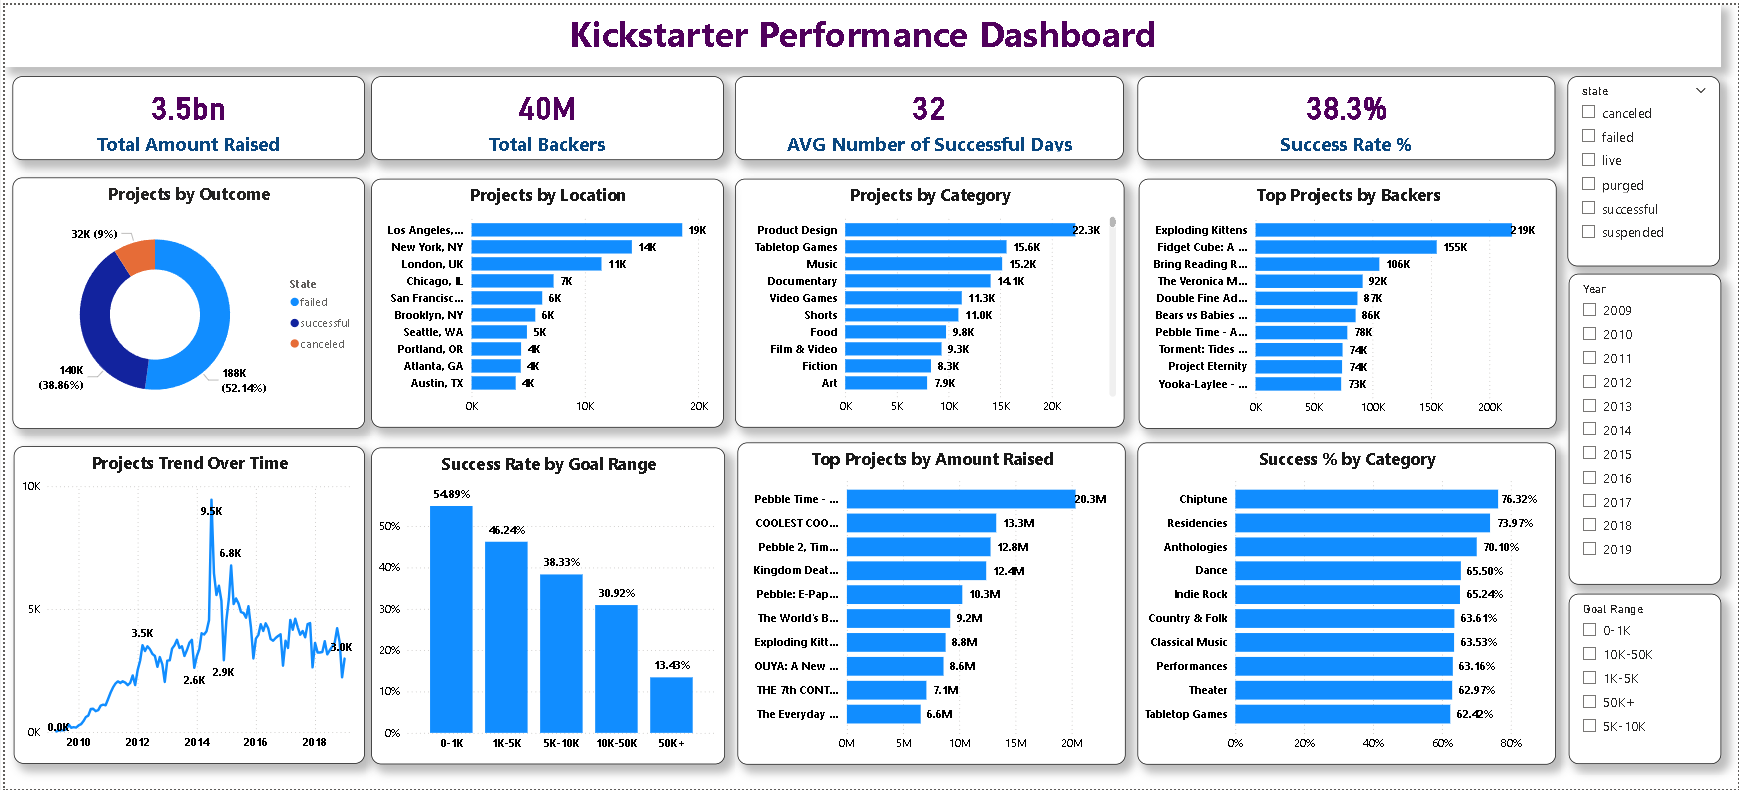 Kickstarter Performance Dashboard
3.5bn
Total Amount Raised
40M
Total Backers
32
AVG Number of Successful Days
38.3%
Success Rate %
state
canceled
failed
live
purged
successful
suspended
Projects by Outcome
32K (9%)
140K
(38.86%)
188K
(52.14%)
State
failed
successful
canceled
Projects by Location
Los Angeles,... 19K
New York, NY 14K
London, UK 11K
Chicago, IL 7K
San Francisc... 6K
Brooklyn, NY 6K
Seattle, WA 5K
Portland, OR 4K
Atlanta, GA 4K
Austin, TX 4K
0K 10K 20K
Projects by Category
Product Design 22.3K
Tabletop Games 15.6K
Music 15.2K
Documentary 14.1K
Video Games 11.3K
Shorts 11.0K
Food 9.8K
Film & Video 9.3K
Fiction 8.3K
Art 7.9K
0K 5K 10K 15K 20K
Top Projects by Backers
Exploding Kittens 219K
Fidget Cube: A ... 155K
Bring Reading R... 106K
The Veronica M... 92K
Double Fine Ad... 87K
Bears vs Babies ... 86K
Pebble Time - A... 78K
Torment: Tides ... 74K
Project Eternity 74K
Yooka-Laylee - ... 73K
0K 50K 100K 150K 200K
Year
2009
2010
2011
2012
2013
2014
2015
2016
2017
2018
2019
Projects Trend Over Time
10K
5K
0K
0.0K
3.5K
2.6K
9.5K
2.9K
6.8K
3.0K
2010 2012 2014 2016 2018
Success Rate by Goal Range
54.89%
46.24%
38.33%
30.92%
13.43%
50%
40%
30%
20%
10%
0%
0-1K 1K-5K 5K-10K 10K-50K 50K+
Top Projects by Amount Raised
Pebble Time - ... 20.3M
COOLEST COO... 13.3M
Pebble 2, Tim... 12.8M
Kingdom Deat... 12.4M
Pebble: E-Pap... 10.3M
The World's B... 9.2M
Exploding Kitt... 8.8M
OUYA: A New ... 8.6M
THE 7th CONT... 7.1M
The Everyday ... 6.6M
0M 5M 10M 15M 20M
Success % by Category
Chiptune 76.32%
Residencies 73.97%
Anthologies 70.10%
Dance 65.50%
Indie Rock 65.24%
Country & Folk 63.61%
Classical Music 63.53%
Performances 63.16%
Theater 62.97%
Tabletop Games 62.42%
0% 20% 40% 60% 80%
Goal Range
0-1K
10K-50K
1K-5K
50K+
5K-10K